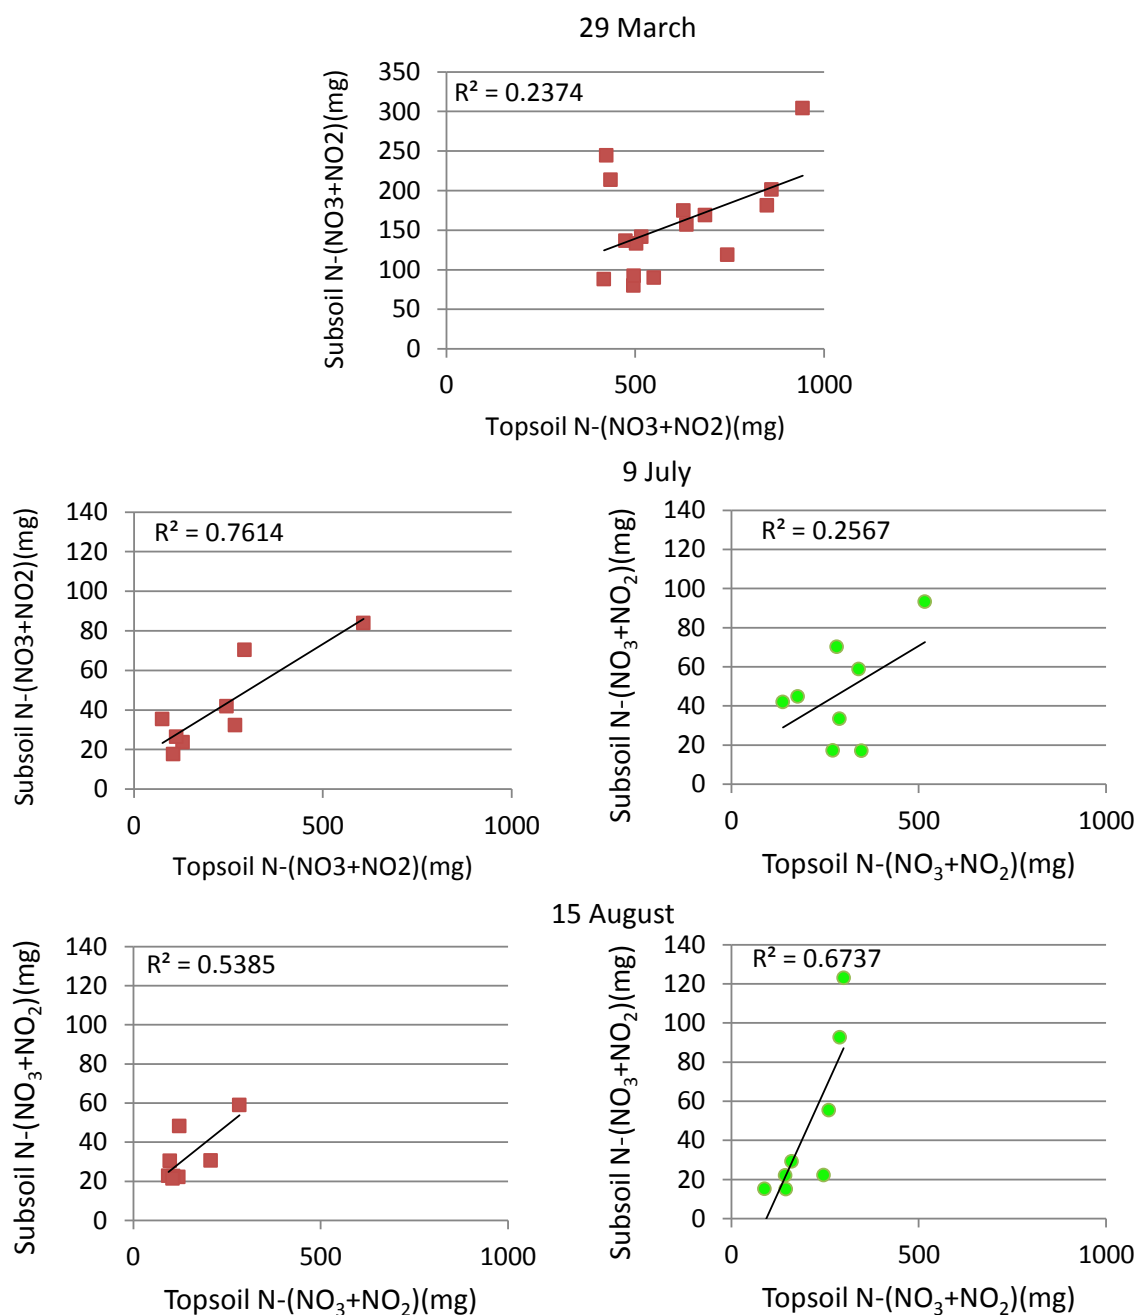 29 March
R² = 0.2374
Subsoil N-(NO3+NO2)(mg)
350
300
250
200
150
100
50
0
0 500 1000
Topsoil N-(NO3+NO2)(mg)
9 July
R² = 0.7614
Subsoil N-(NO3+NO2)(mg)
140
120
100
80
60
40
20
0
0 500 1000
Topsoil N-(NO3+NO2)(mg)
R² = 0.2567
Subsoil N-(NO₃+NO₂)(mg)
140
120
100
80
60
40
20
0
0 500 1000
Topsoil N-(NO₃+NO₂)(mg)
15 August
R² = 0.5385
Subsoil N-(NO₃+NO₂)(mg)
140
120
100
80
60
40
20
0
0 500 1000
Topsoil N-(NO₃+NO₂)(mg)
R² = 0.6737
Subsoil N-(NO₃+NO₂)(mg)
140
120
100
80
60
40
20
0
0 500 1000
Topsoil N-(NO₃+NO₂)(mg)